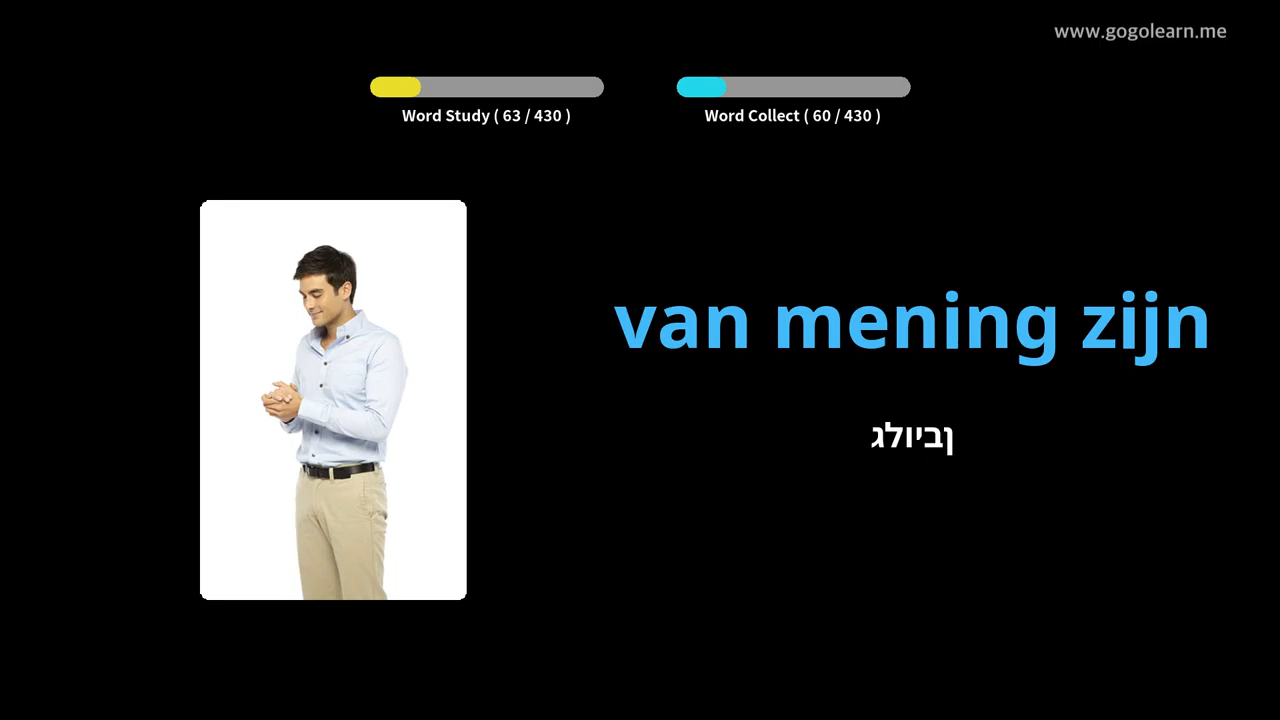 www.gogolearn.me
Word Study ( 63 / 430 )
Word Collect ( 60 / 430 )
van mening zijn
ןביולג